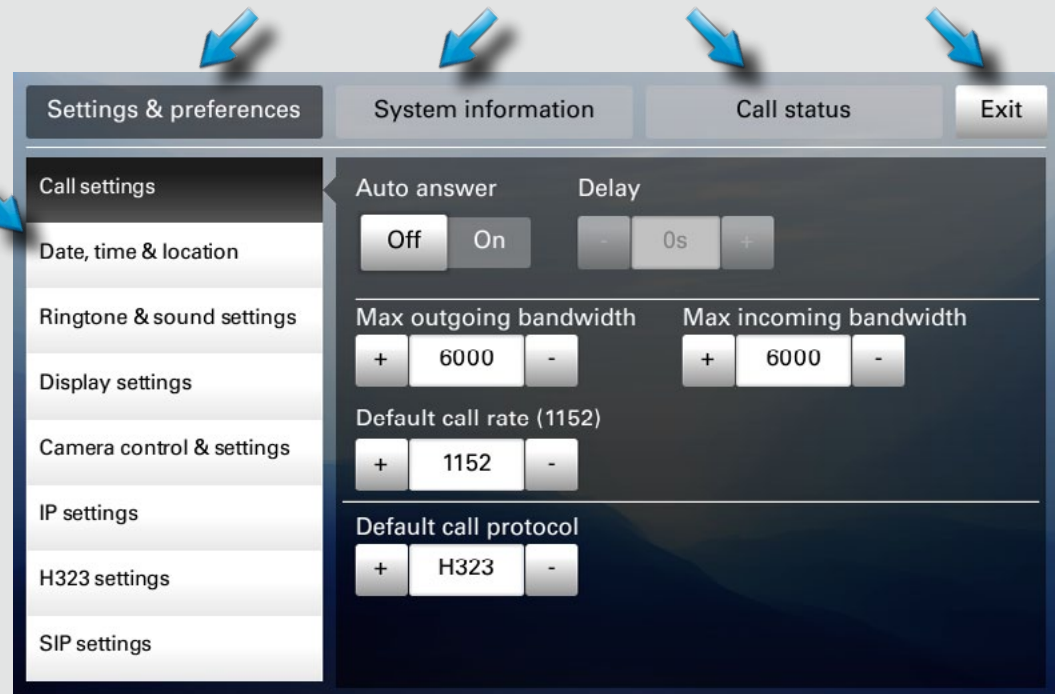 Settings & preferences
System information
Call status
Exit
Call settings
Date, time & location
Ringtone & sound settings
Display settings
Camera control & settings
IP settings
H323 settings
SIP settings
Auto answer
Delay
Off
On
-
0s
+
Max outgoing bandwidth
Max incoming bandwidth
+
6000
-
+
6000
-
Default call rate (1152)
+
1152
-
Default call protocol
+
H323
-